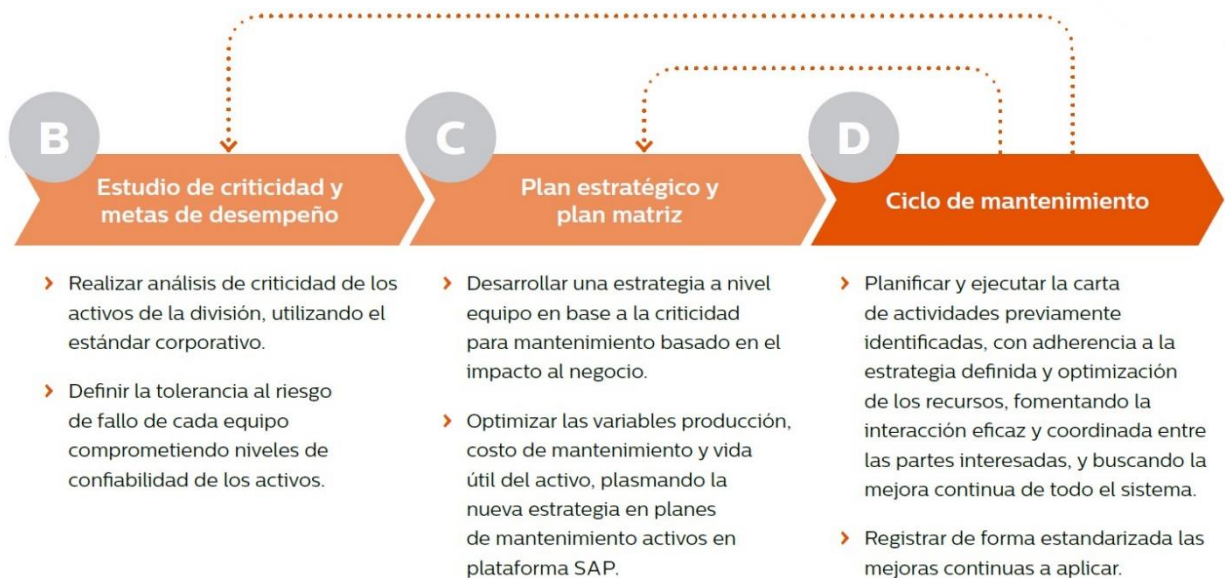 B
Estudio de criticidad y
metas de desempeño
> Realizar análisis de criticidad de los
activos de la división, utilizando el
estándar corporativo.
> Definir la tolerancia al riesgo
de fallo de cada equipo
comprometiendo niveles de
confiabilidad de los activos.
C
Plan estratégico y
plan matriz
> Desarrollar una estrategia a nivel
equipo en base a la criticidad
para mantenimiento basado en el
impacto al negocio.
> Optimizar las variables producción,
costo de mantenimiento y vida
útil del activo, plasmando la
nueva estrategia en planes
de mantenimiento activos en
plataforma SAP.
D
Ciclo de mantenimiento
> Planificar y ejecutar la carta
de actividades previamente
identificadas, con adherencia a la
estrategia definida y optimización
de los recursos, fomentando la
interacción eficaz y coordinada entre
las partes interesadas, y buscando la
mejora continua de todo el sistema.
> Registrar de forma estandarizada las
mejoras continuas a aplicar.